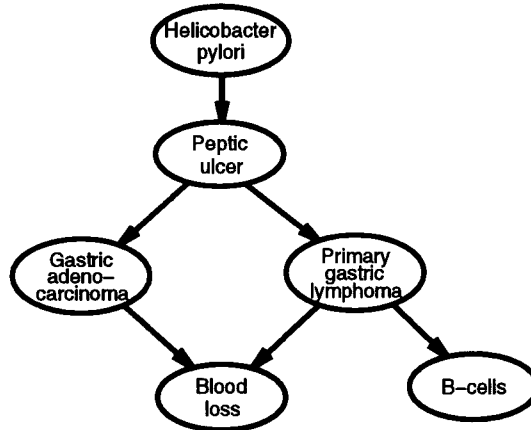 Helicobacter
pylori
Peptic
ulcer
Gastric
adeno-
carcinoma
Primary
gastric
lymphoma
Blood
loss
B-cells